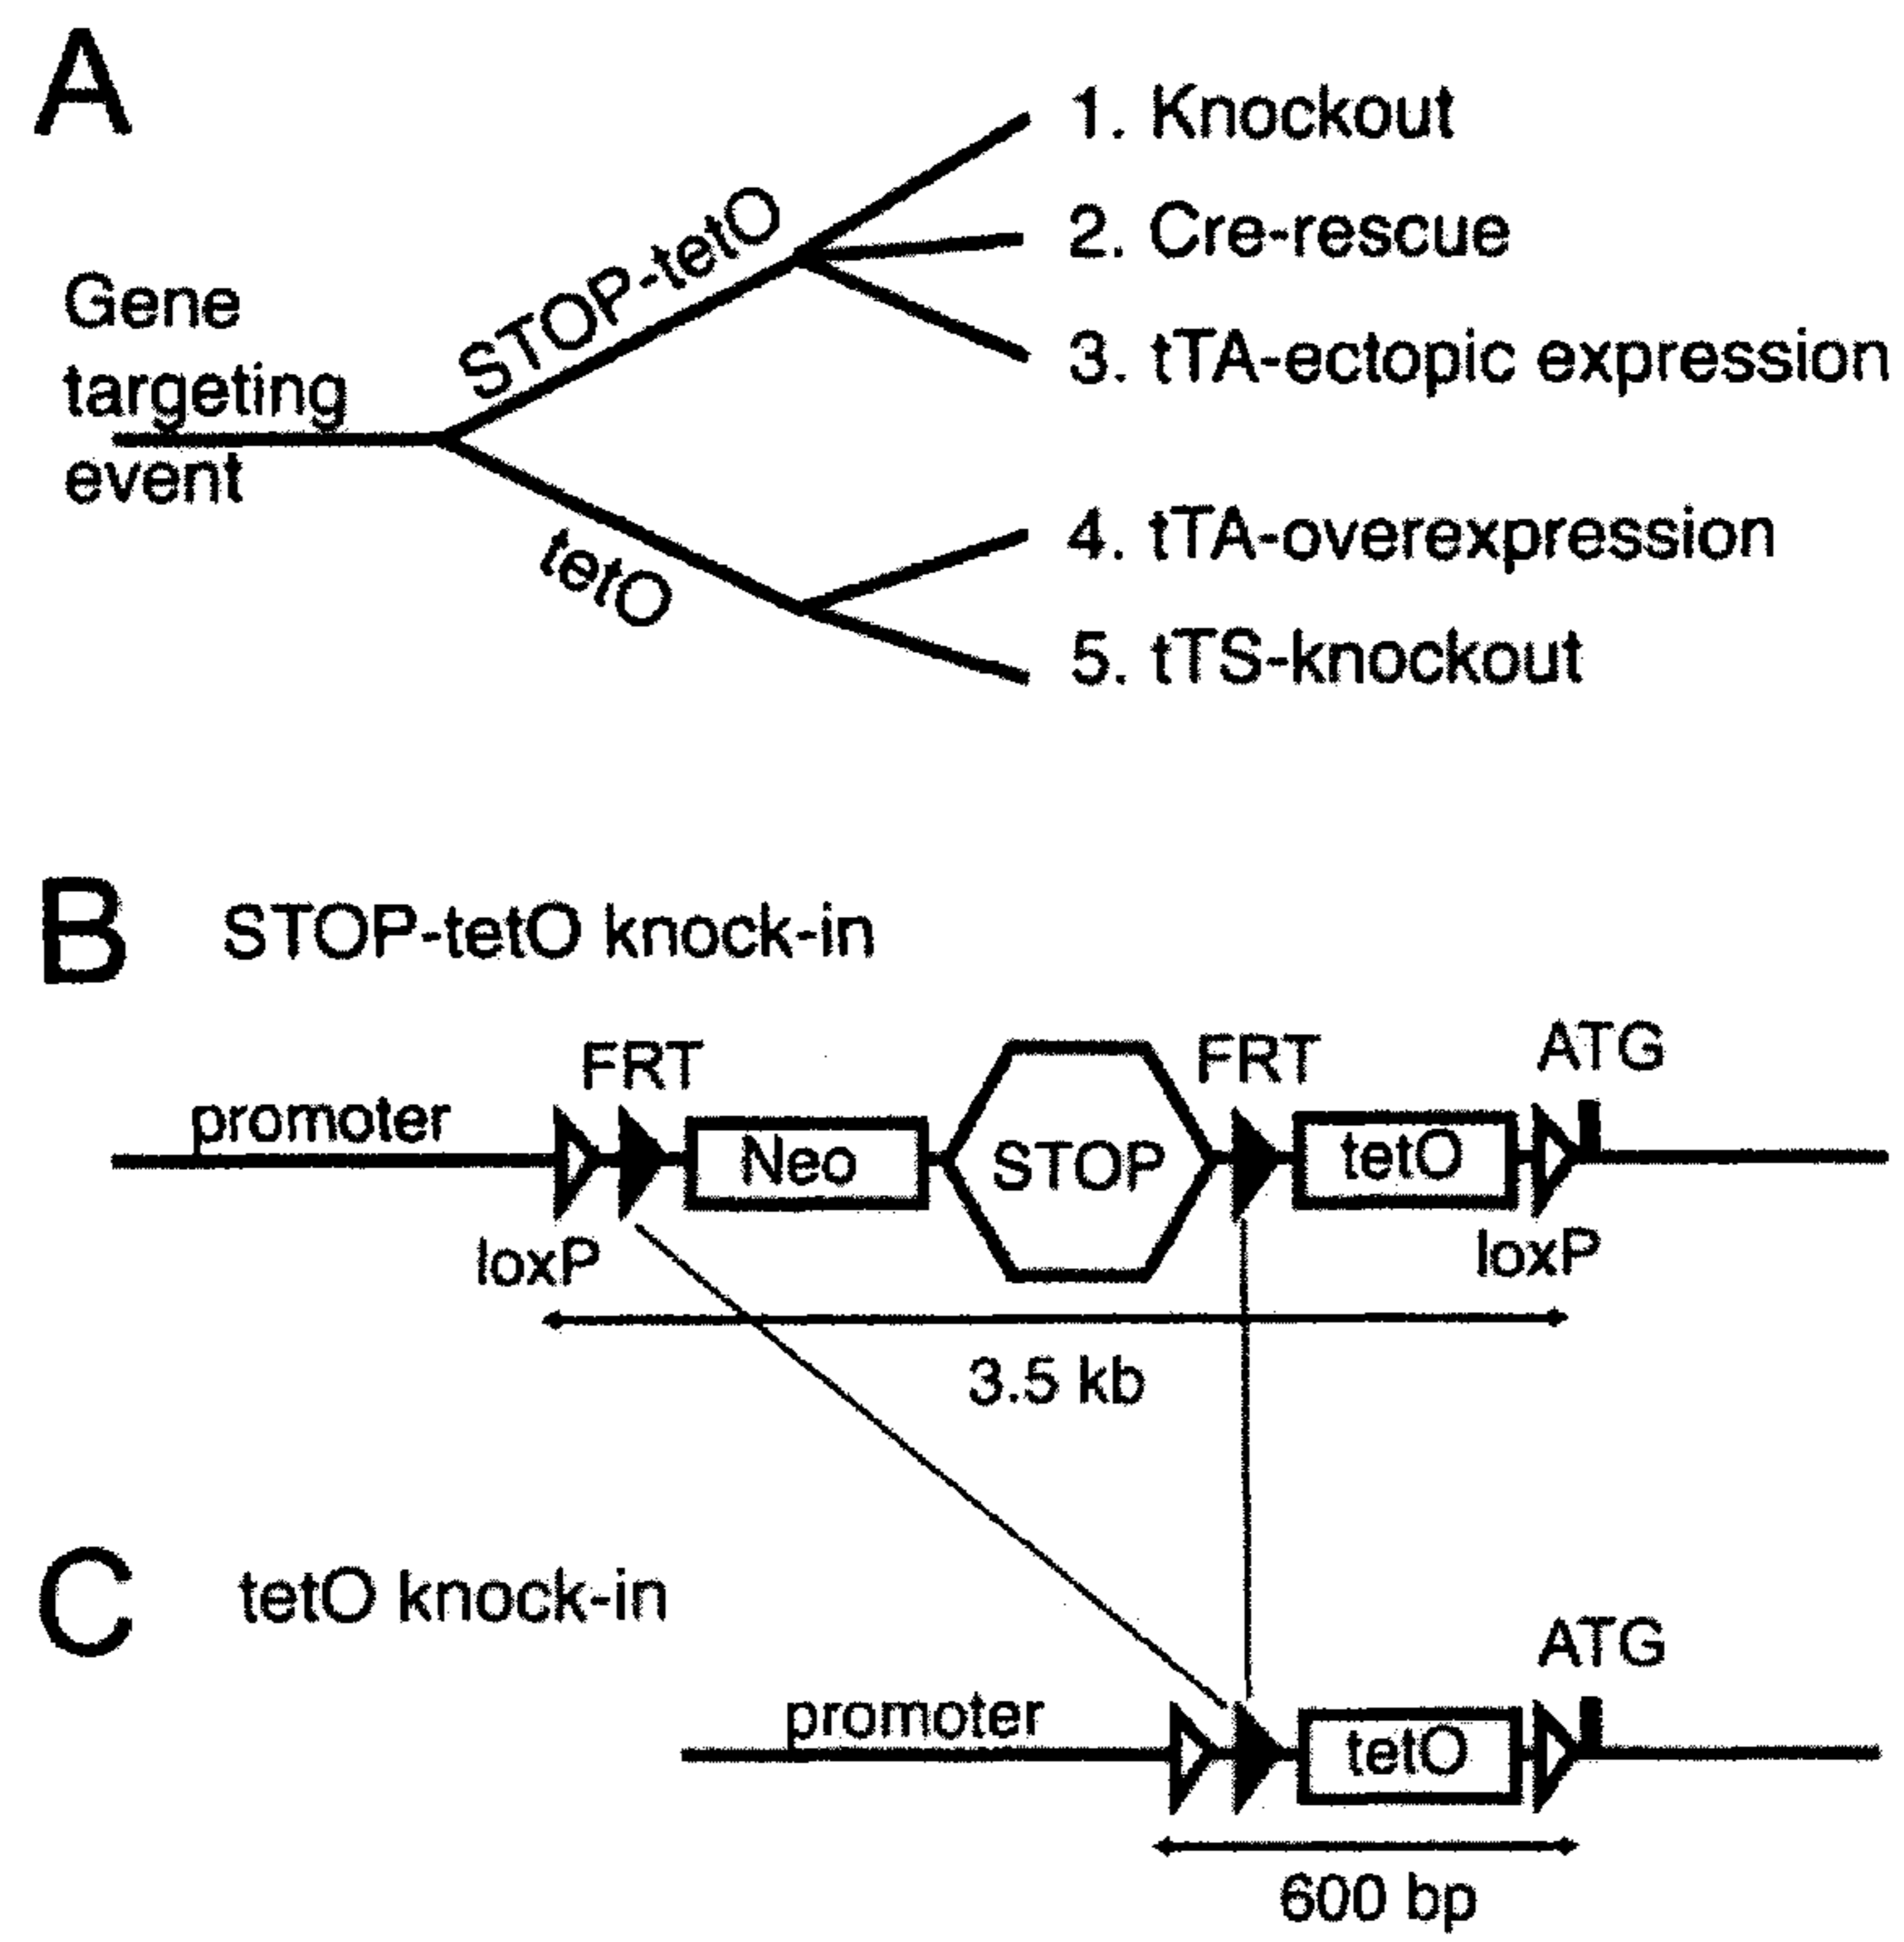 A
Gene
targeting
event
STOP-tetO
tetO
1. Knockout
2. Cre-rescue
3. tTA-ectopic expression
4. tTA-overexpression
5. tTS-knockout
B STOP-tetO knock-in
promoter FRT Neo STOP FRT tetO ATG
loxP loxP
3.5 kb
C tetO knock-in
promoter tetO ATG
600 bp